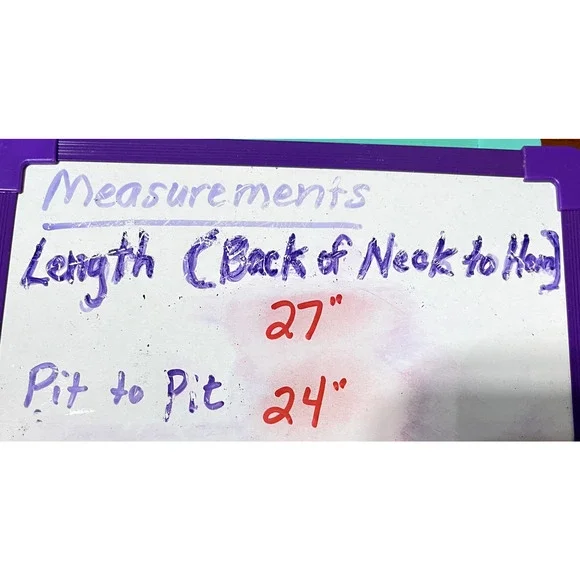 Measurements
Length (Back of Neck to Hem)
27"
Pit to Pit 24"